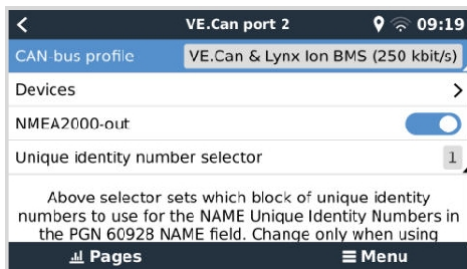 VE.Can port 2 09:19
CAN-bus profile VE.Can & Lynx Ion BMS (250 kbit/s)
Devices
NMEA2000-out
Unique identity number selector 1
Above selector sets which block of unique identity
numbers to use for the NAME Unique Identity Numbers in
the PGN 60928 NAME field. Change only when using
Pages Menu